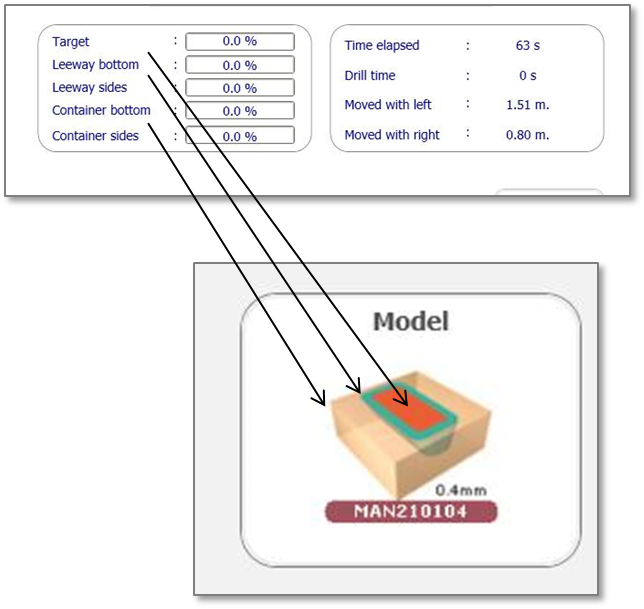 Target : 0.0 %
Leeway bottom : 0.0 %
Leeway sides : 0.0 %
Container bottom : 0.0 %
Container sides : 0.0 %
Time elapsed : 63 s
Drill time : 0 s
Moved with left : 1.51 m.
Moved with right : 0.80 m.
Model
0.4mm
MAN210104